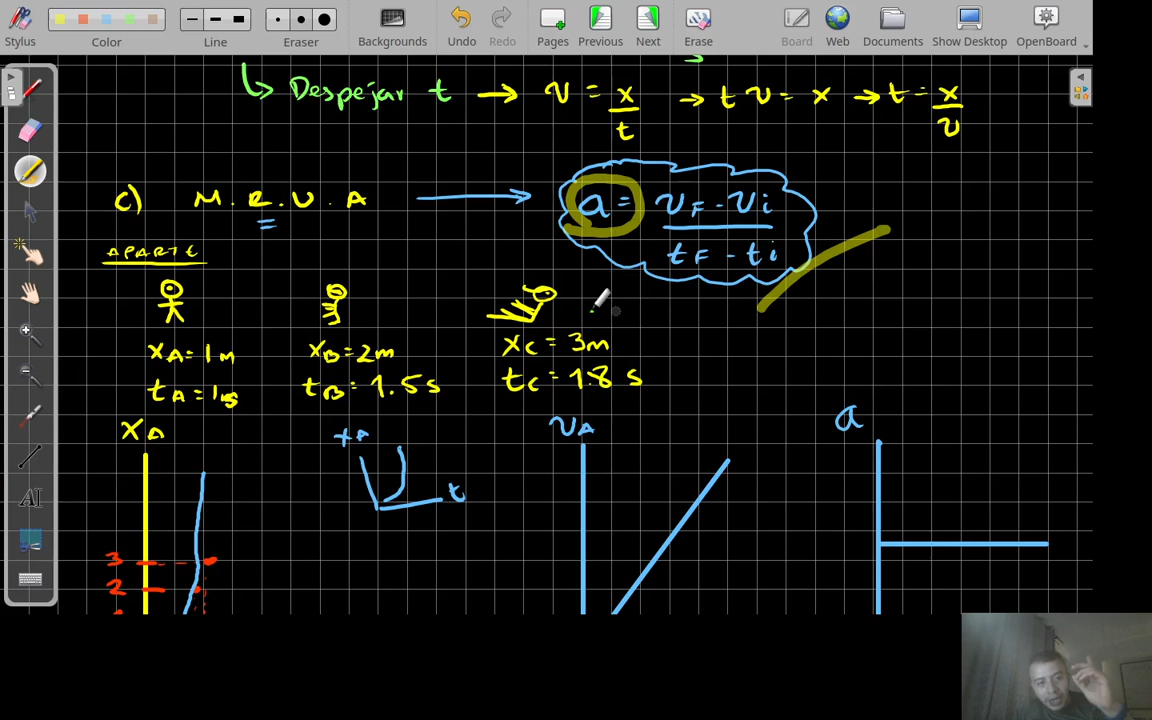 Stylus Color Line Eraser Backgrounds Undo Redo Pages Previous Next Erase Board Web Documents Show Desktop OpenBoard
Despejar t → v = x/t → t v = x → t = x/v
c) M.R.U.A → a = vF - vi / tF - ti
APARTE
xA = 1m xB = 2m xC = 3m
tA = 1s tB = 1.5 s tC = 1.8 s
XA xA t vA a
3
2
AI